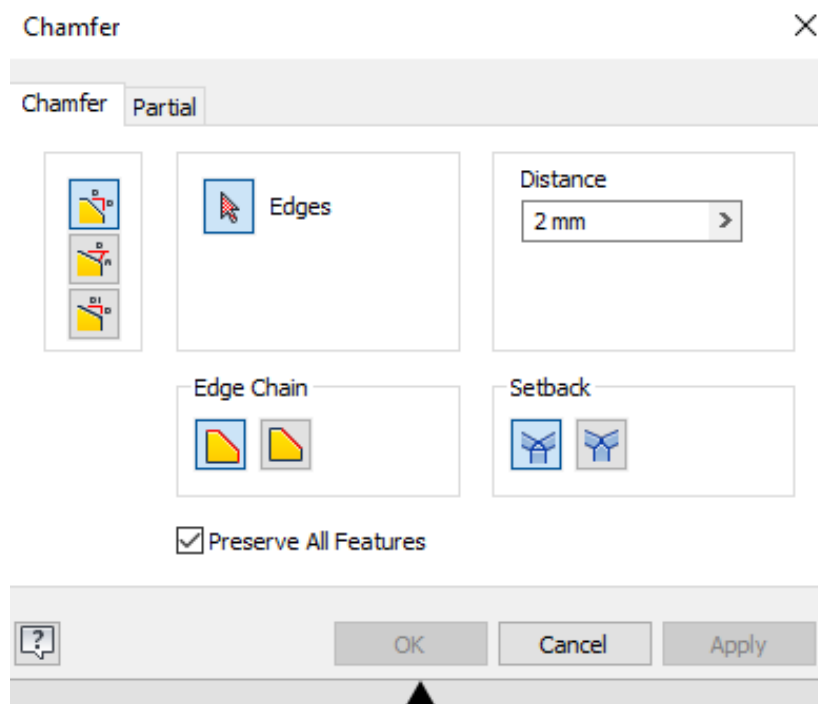 Chamfer
Chamfer Partial
Edges
Distance
2 mm
Edge Chain
Setback
Preserve All Features
OK Cancel Apply